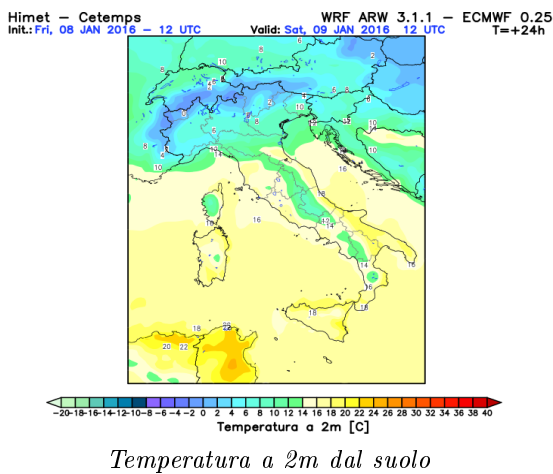 Himet – Cetemps WRF ARW 3.1.1 – ECMWF 0.25
Init.: Fri, 08 JAN 2016 – 12 UTC Valid: Sat, 09 JAN 2016 12 UTC T=+24h
-20 -18 -16 -14 -12 -10 -8 -6 -4 -2 0 2 4 6 8 10 12 14 16 18 20 22 24 26 28 30 32 34 36 38 40
Temperatura a 2m [C]
Temperatura a 2m dal suolo